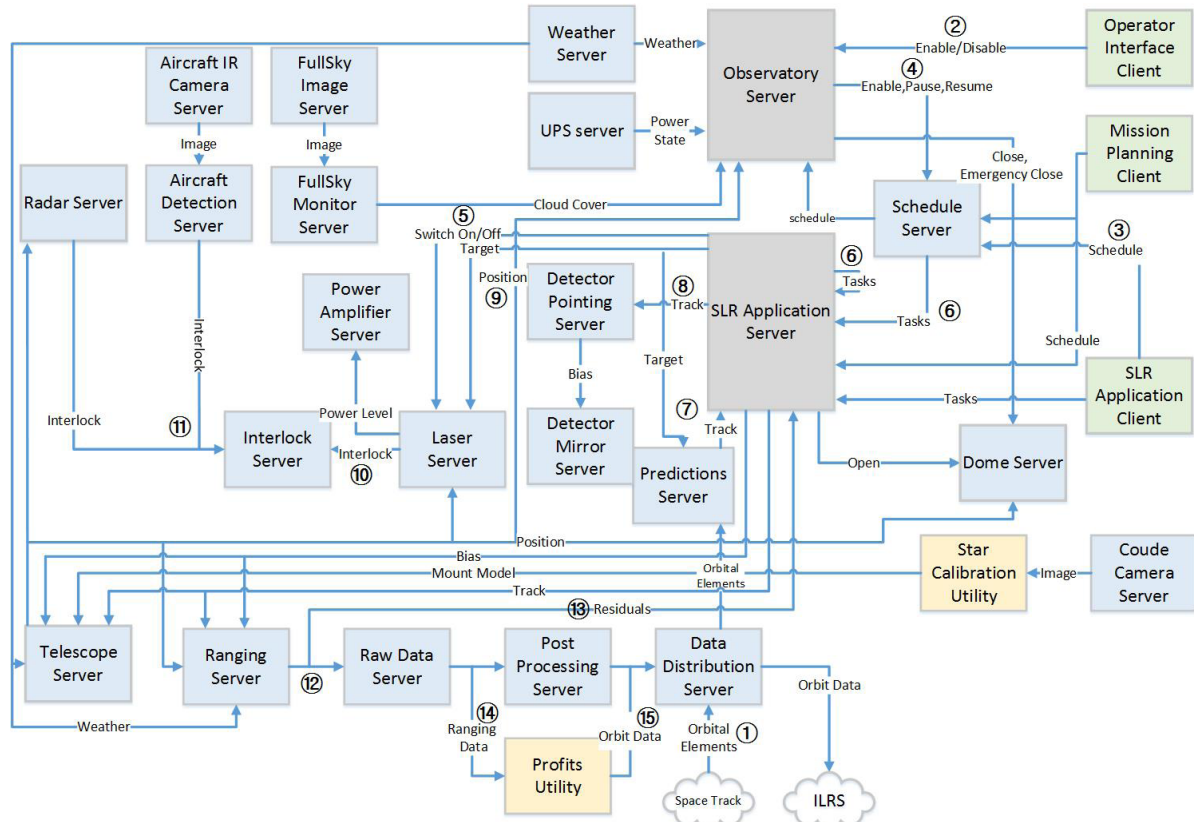 Weather
Server
Weather
Observatory
Server
②
Enable/Disable
Operator
Interface
Client
④
Enable,Pause,Resume
Aircraft IR
Camera
Server
FullSky
Image
Server
UPS server
Power
State
Mission
Planning
Client
Image
Image
Close,
Emergency Close
Radar Server
Aircraft
Detection
Server
FullSky
Monitor
Server
Cloud Cover
schedule
Schedule
Server
③
Schedule
⑤
Switch On/Off
Target
Position
⑨
Power
Amplifier
Server
Detector
Pointing
Server
⑧
Track
SLR Application
Server
⑥
Tasks
Tasks
⑥
Interlock
Target
Schedule
Bias
SLR
Application
Client
Interlock
⑪
Power Level
⑦
Track
Tasks
Interlock
Server
Interlock
⑩
Laser
Server
Detector
Mirror
Server
Predictions
Server
Open
Dome Server
Position
Bias
Orbital
Elements
Mount Model
Star
Calibration
Utility
Image
Coude
Camera
Server
Track
⑬ Residuals
Telescope
Server
Ranging
Server
⑫
Raw Data
Server
Post
Processing
Server
Data
Distribution
Server
Orbit Data
Weather
⑭
Ranging
Data
⑮
Orbit Data
Orbital
Elements
①
Profits
Utility
Space Track
ILRS